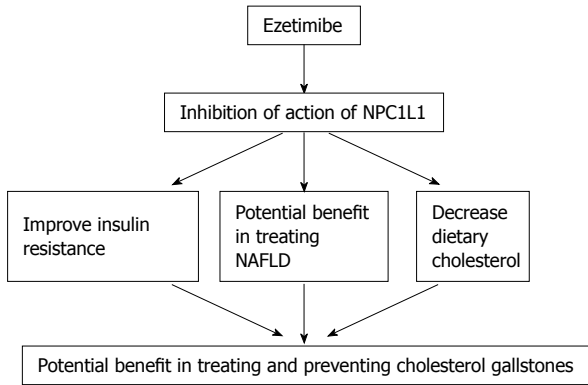 Ezetimibe
Inhibition of action of NPC1L1
Improve insulin
resistance
Potential benefit
in treating
NAFLD
Decrease
dietary
cholesterol
Potential benefit in treating and preventing cholesterol gallstones